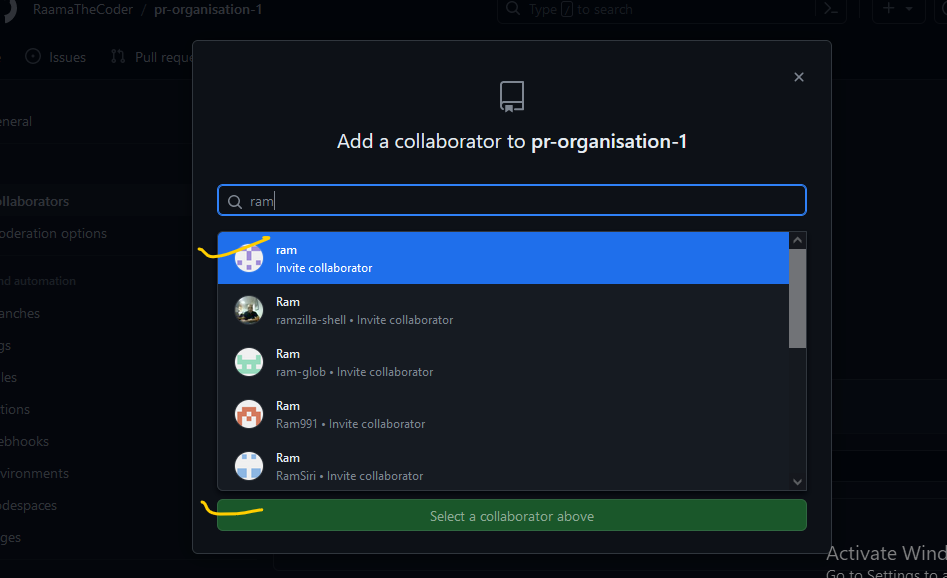 RaamaTheCoder / pr-organisation-1
Type / to search
Issues
Pull reque
eneral
ollaborators
oderation options
nd automation
anches
gs
les
tions
ebhooks
nvironments
odespaces
ges
Add a collaborator to pr-organisation-1
ram
ram
Invite collaborator
Ram
ramzilla-shell • Invite collaborator
Ram
ram-glob • Invite collaborator
Ram
Ram991 • Invite collaborator
Ram
RamSiri • Invite collaborator
Select a collaborator above
Activate Wind
Go to Settings to a